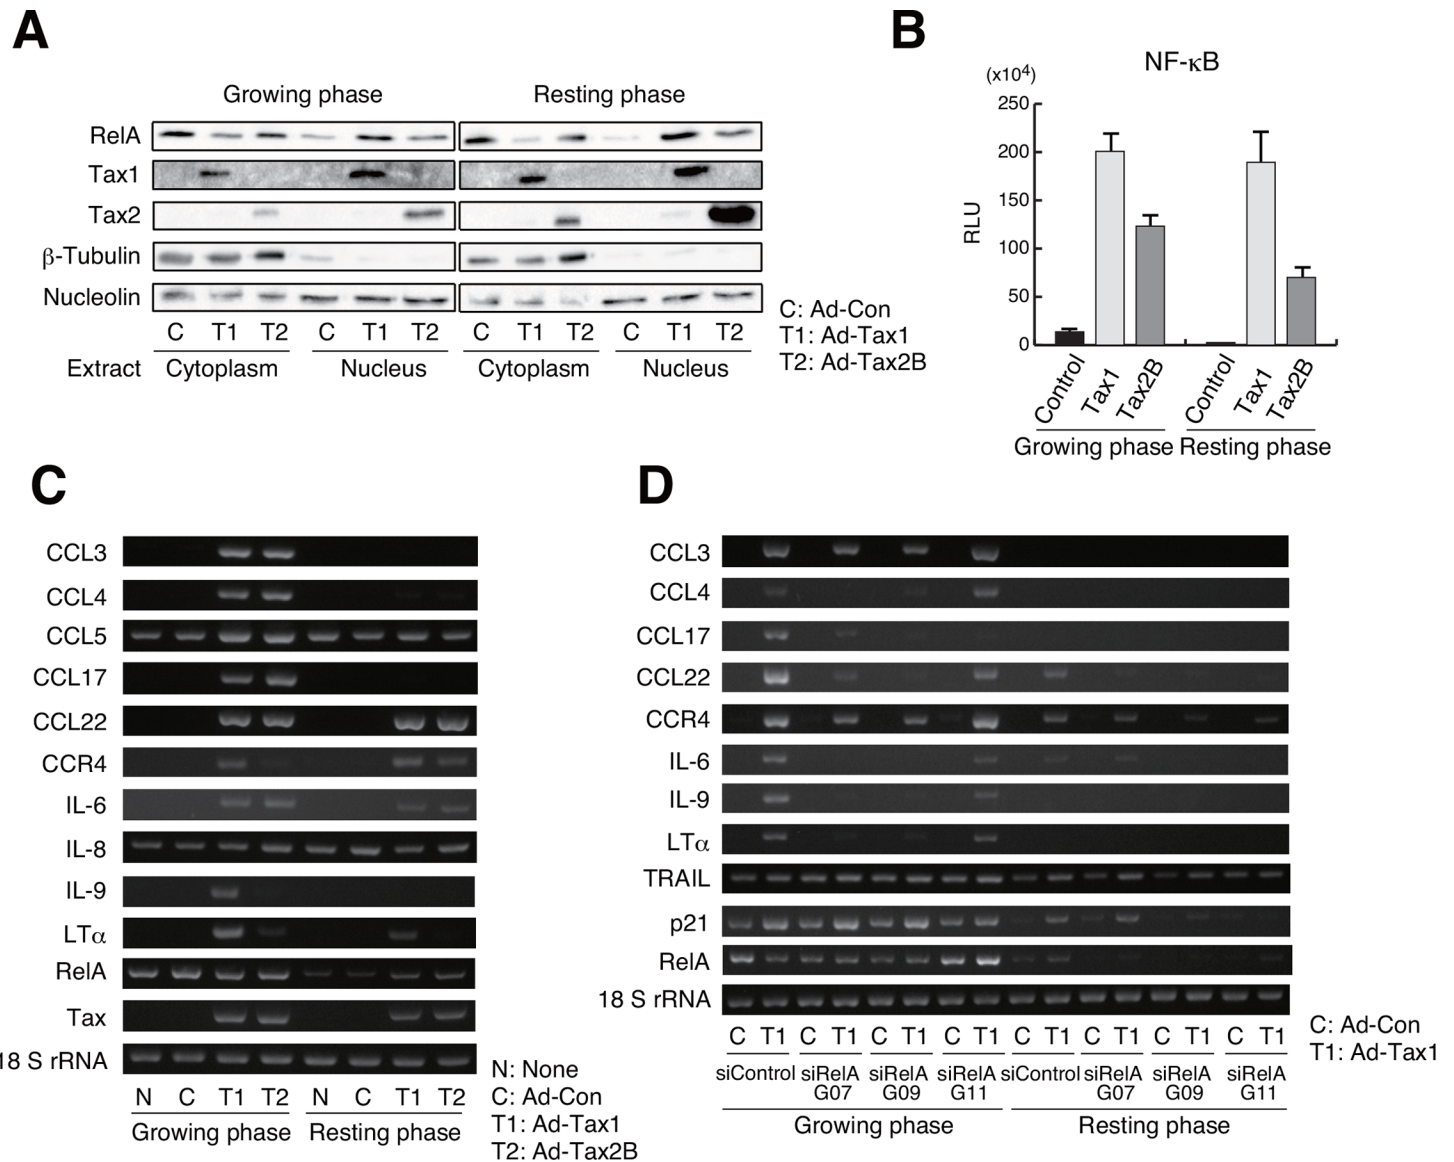 A
Growing phase
Resting phase
RelA
Tax1
Tax2
β-Tubulin
Nucleolin
C T1 T2 C T1 T2 C T1 T2 C T1 T2
Extract Cytoplasm Nucleus Cytoplasm Nucleus
C: Ad-Con
T1: Ad-Tax1
T2: Ad-Tax2B
B
NF-κB
(x10⁴)
250
200
150
100
50
0
RLU
Control Tax1 Tax2B Control Tax1 Tax2B
Growing phase Resting phase
C
CCL3
CCL4
CCL5
CCL17
CCL22
CCR4
IL-6
IL-8
IL-9
LTα
RelA
Tax
18 S rRNA
N C T1 T2 N C T1 T2
Growing phase Resting phase
N: None
C: Ad-Con
T1: Ad-Tax1
T2: Ad-Tax2B
D
CCL3
CCL4
CCL17
CCL22
CCR4
IL-6
IL-9
LTα
TRAIL
p21
RelA
18 S rRNA
C T1 C T1 C T1 C T1 C T1 C T1 C T1 C T1
siControl siRelA siRelA siRelA siControl siRelA siRelA siRelA
G07 G09 G11 G07 G09 G11
Growing phase Resting phase
C: Ad-Con
T1: Ad-Tax1